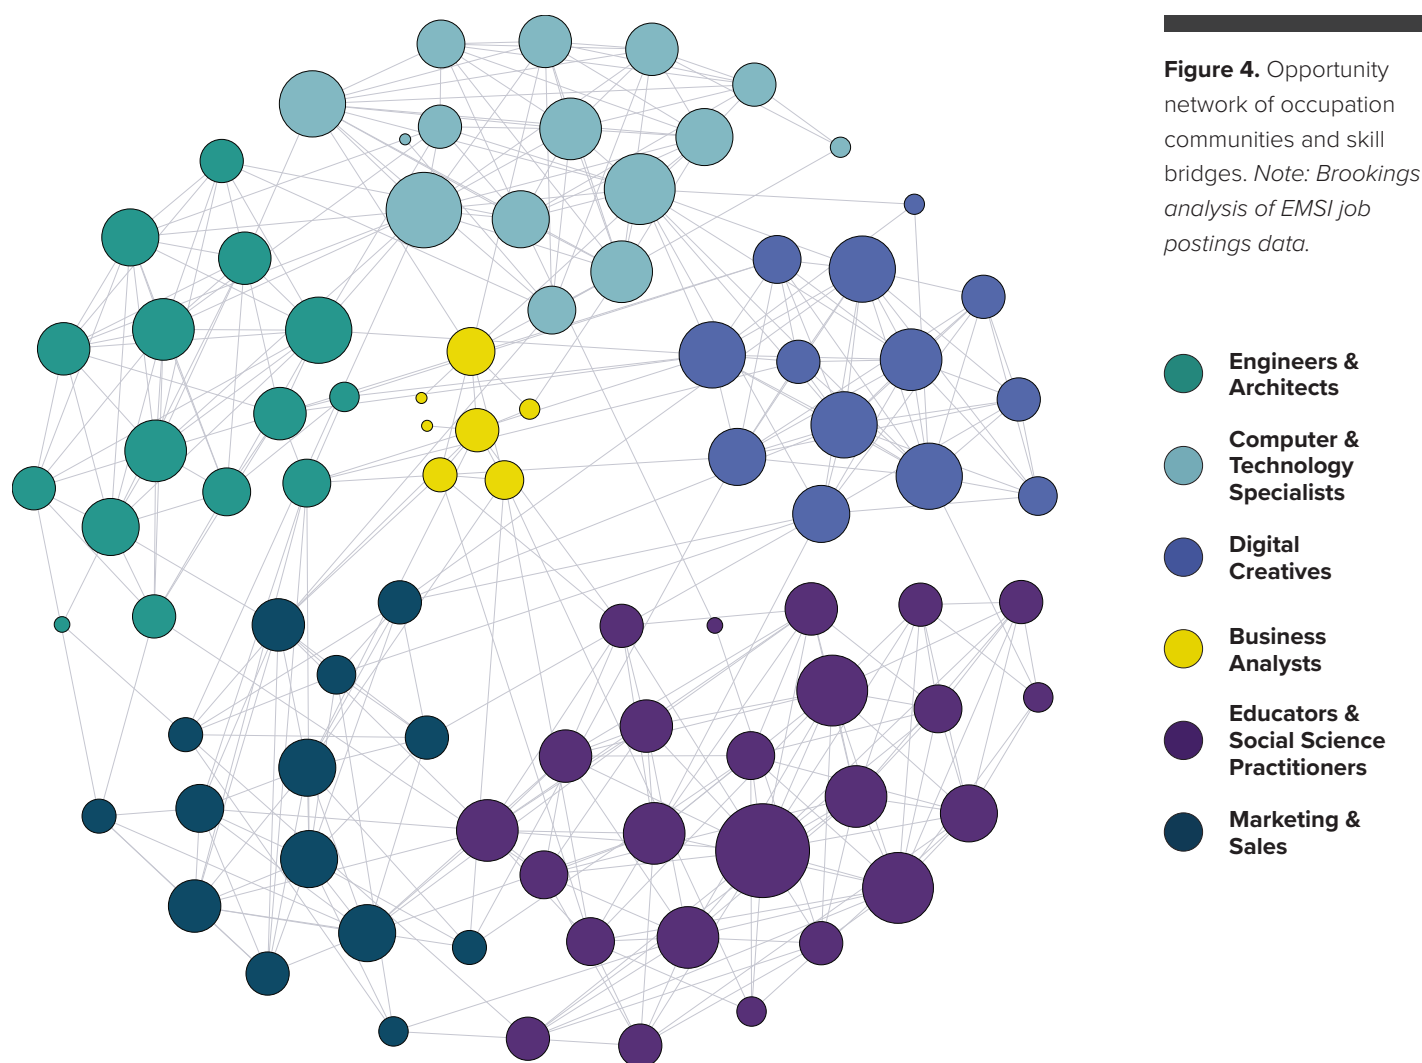 Figure 4. Opportunity
network of occupation
communities and skill
bridges. Note: Brookings
analysis of EMSI job
postings data.
Engineers &
Architects
Computer &
Technology
Specialists
Digital
Creatives
Business
Analysts
Educators &
Social Science
Practitioners
Marketing &
Sales